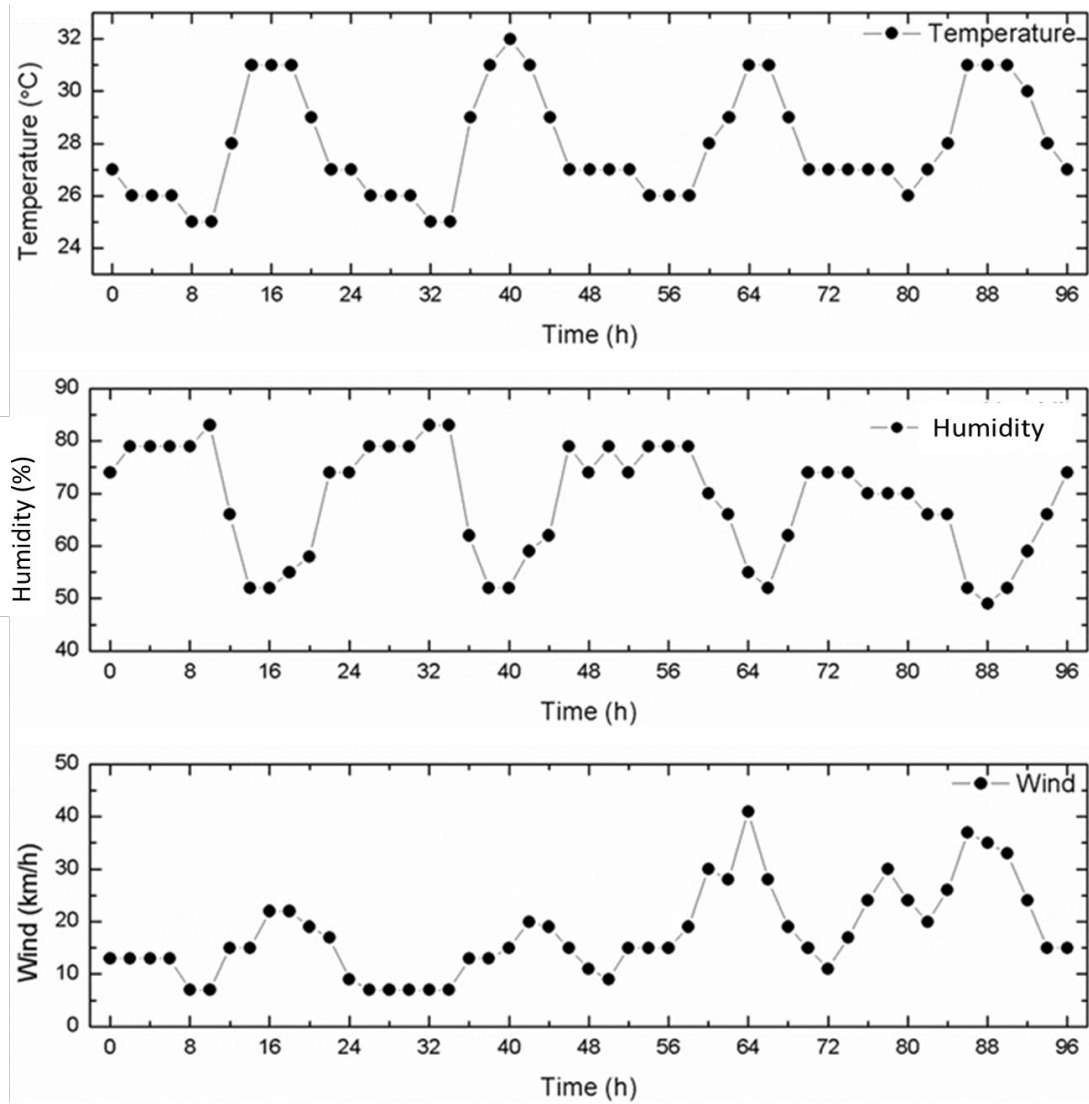 Temperature
Temperature (°C)
32
30
28
26
24
0 8 16 24 32 40 48 56 64 72 80 88 96
Time (h)
Humidity
Humidity (%)
90
80
70
60
50
40
0 8 16 24 32 40 48 56 64 72 80 88 96
Time (h)
Wind
Wind (km/h)
50
40
30
20
10
0
0 8 16 24 32 40 48 56 64 72 80 88 96
Time (h)